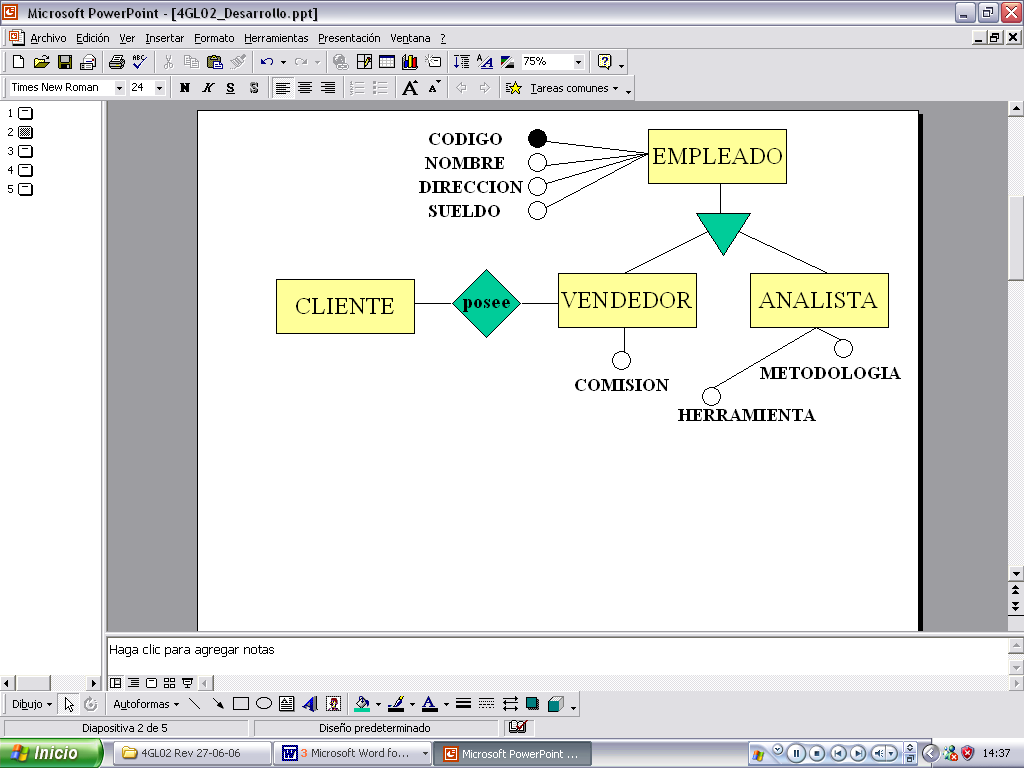 Microsoft PowerPoint - [4GL02_Desarrollo.ppt]
Archivo Edición Ver Insertar Formato Herramientas Presentación Ventana ?
75%
Times New Roman 24 N K S S Tareas comunes
1
2
3
4
5
CODIGO
NOMBRE
DIRECCION
SUELDO
EMPLEADO
CLIENTE
posee
VENDEDOR
ANALISTA
COMISION
METODOLOGIA
HERRAMIENTA
Haga clic para agregar notas
Dibujo Autoformas
Diapositiva 2 de 5 Diseño predeterminado
Inicio 4GL02 Rev 27-06-06 3 Microsoft Word fo... Microsoft PowerPoint ... 14:37